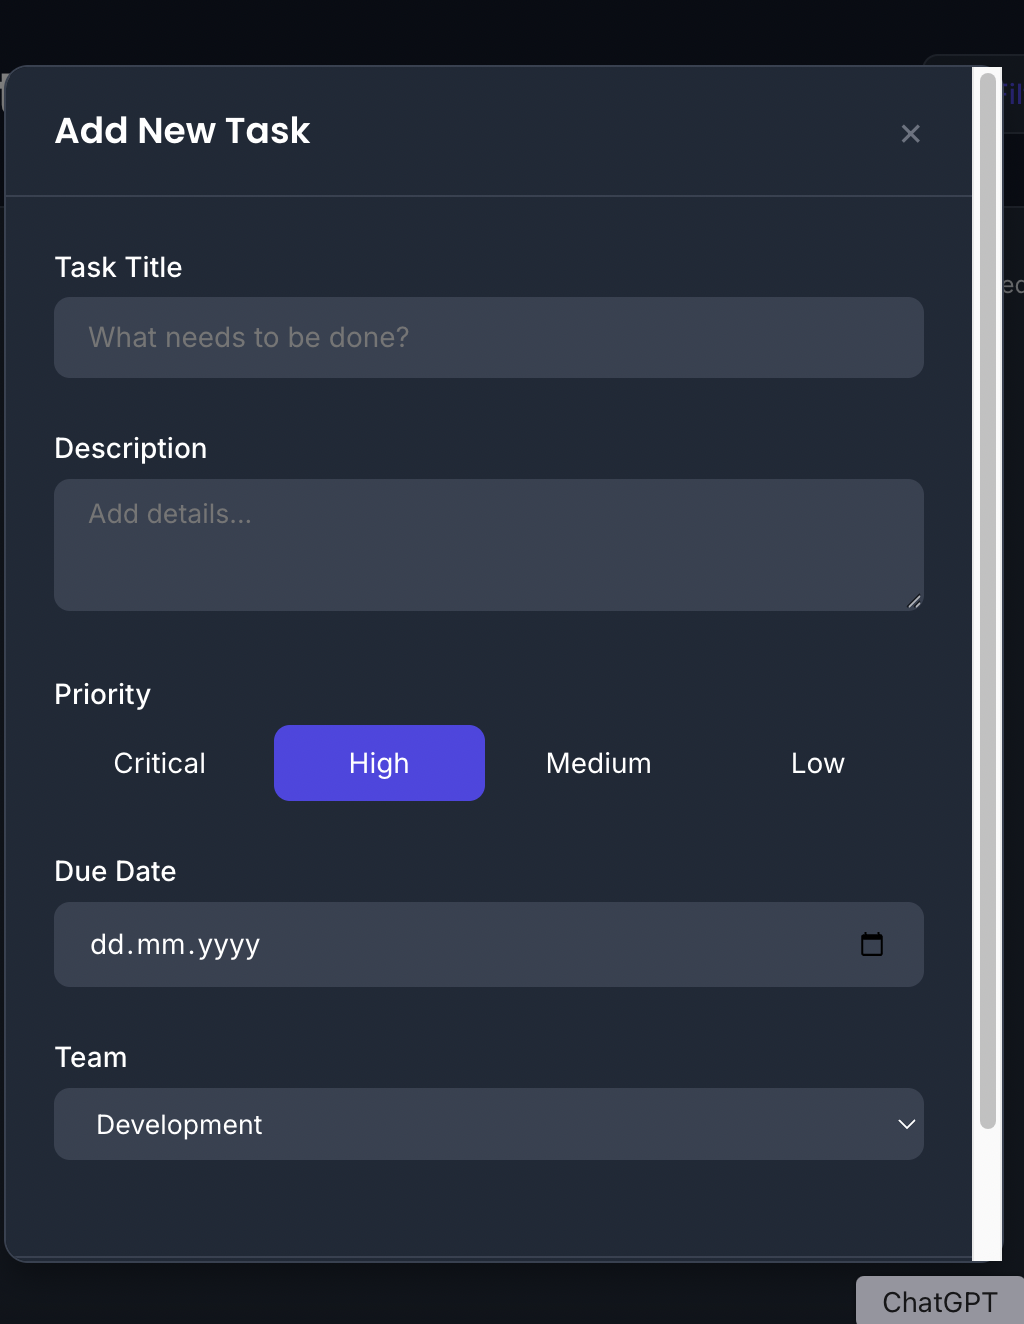 Add New Task
Task Title
What needs to be done?
Description
Add details...
Priority
Critical High Medium Low
Due Date
dd.mm.yyyy
Team
Development
ChatGPT